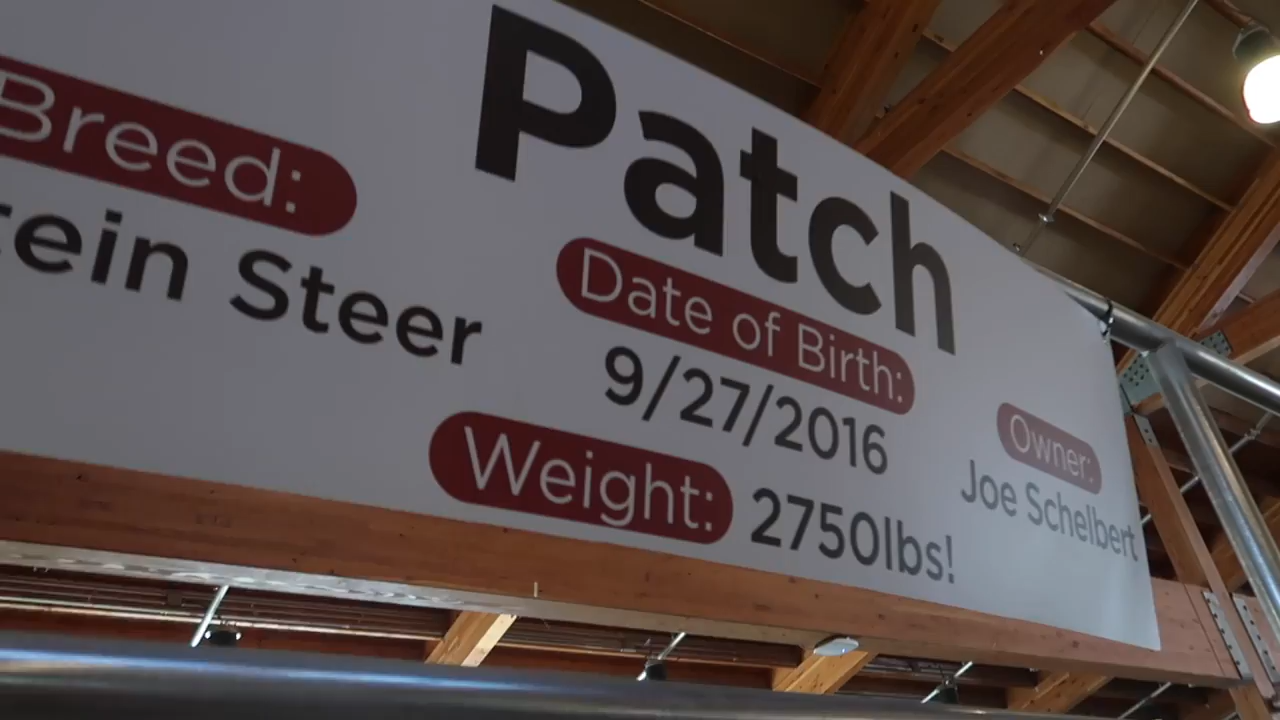 Patch
Breed:
tein Steer
Date of Birth:
9/27/2016
Weight: 2750lbs!
Owner:
Joe Schelbert